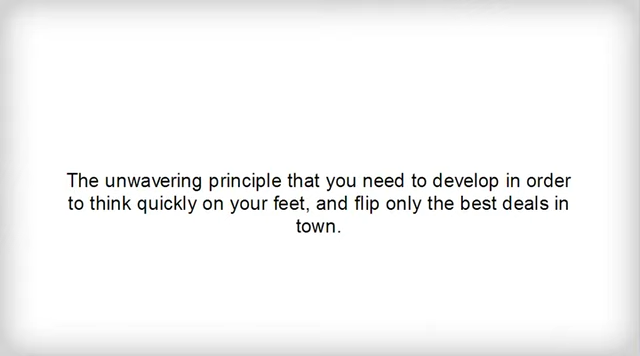 The unwavering principle that you need to develop in order
to think quickly on your feet, and flip only the best deals in
town.